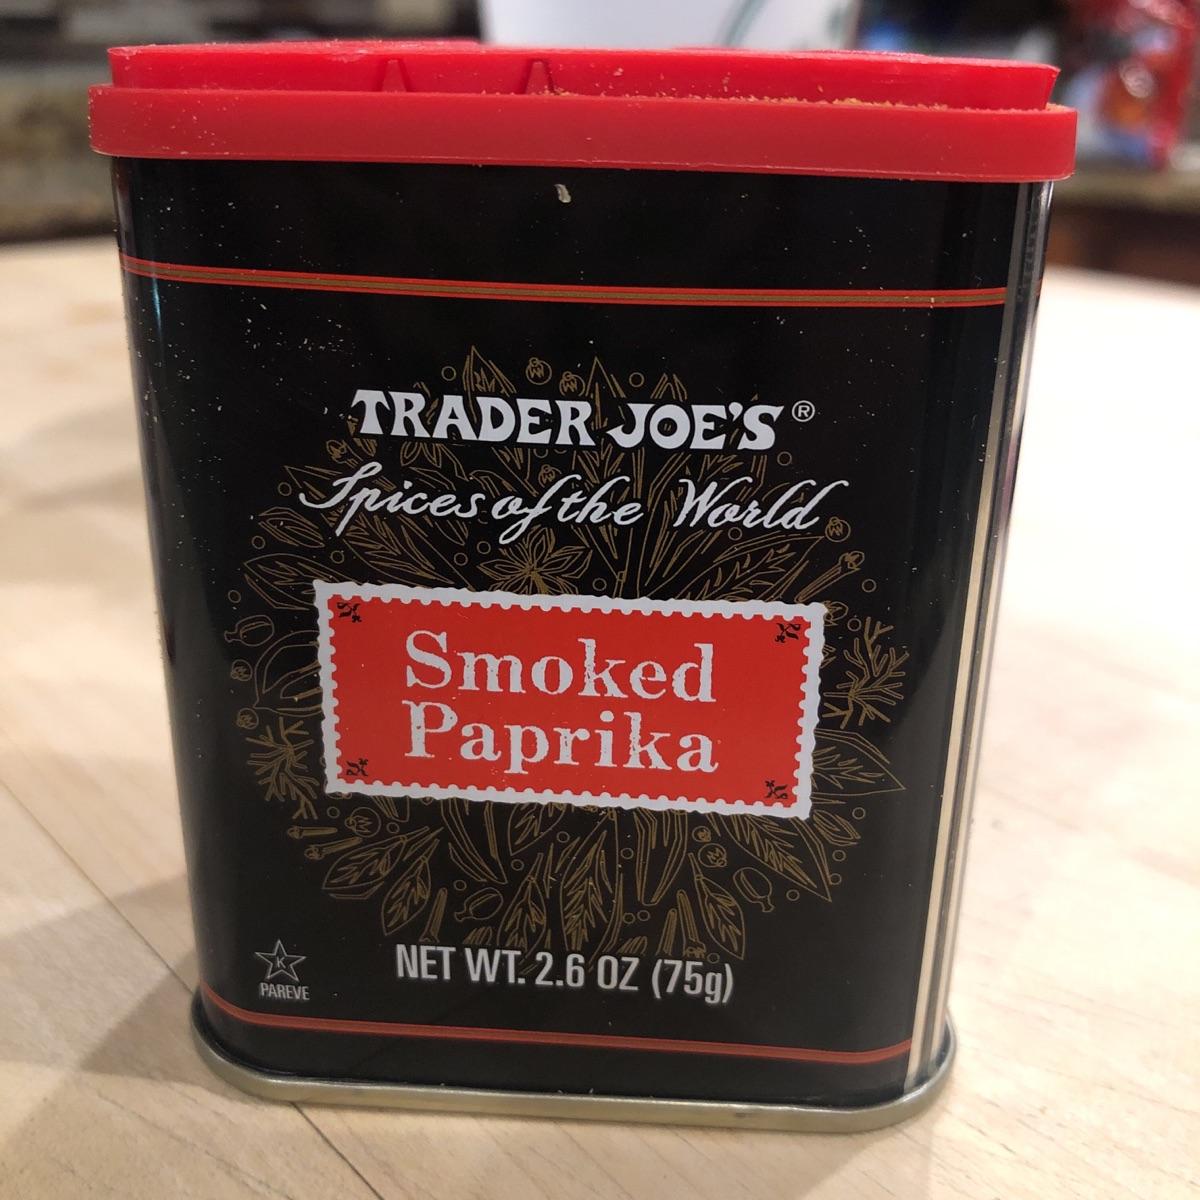 TRADER JOE'S®
Spices of the World
Smoked
Paprika
NET WT. 2.6 OZ (75g)
K
PAREVE